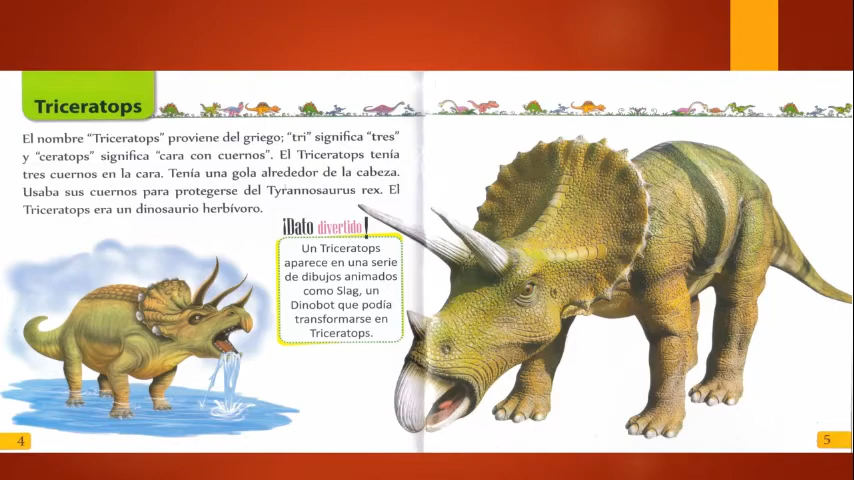 Triceratops
El nombre “Triceratops” proviene del griego; “tri” significa “tres”
y “ceratops” significa “cara con cuernos”. El Triceratops tenía
tres cuernos en la cara. Tenía una gola alrededor de la cabeza.
Usaba sus cuernos para protegerse del Tyrannosaurus rex. El
Triceratops era un dinosaurio herbívoro.
¡Dato divertido!
Un Triceratops
aparece en una serie
de dibujos animados
como Slag, un
Dinobot que podía
transformarse en
Triceratops.
4
5